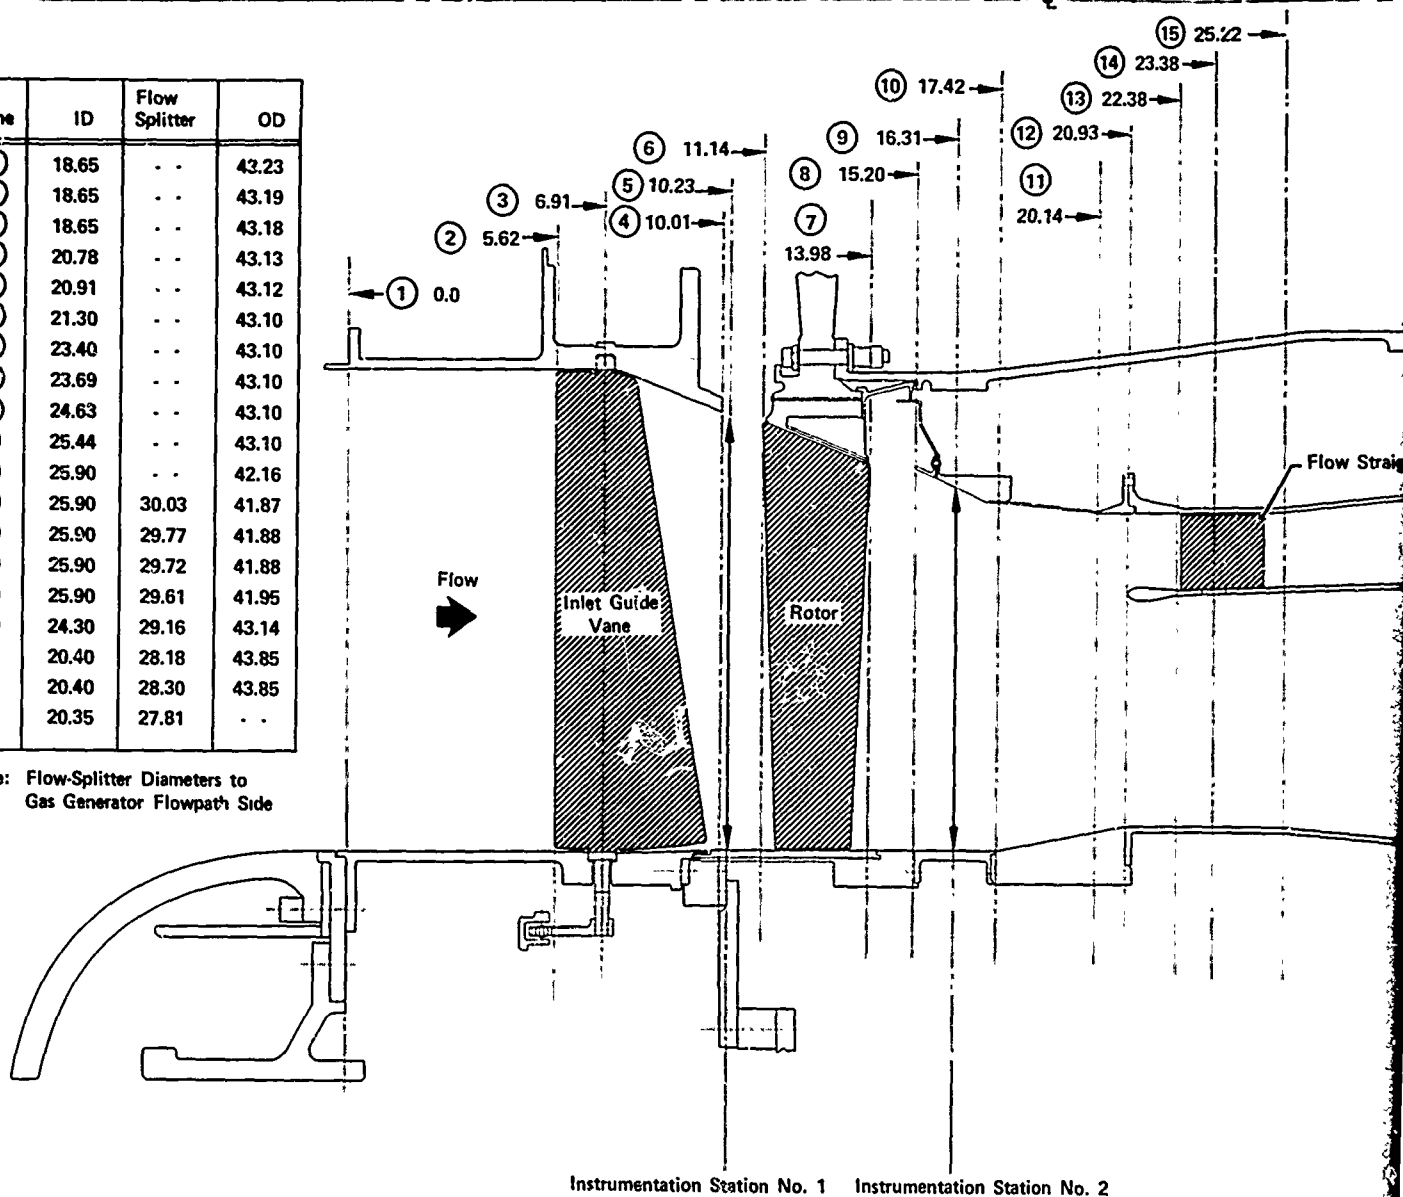 ne ID Flow Splitter OD
18.65 - - 43.23
18.65 - - 43.19
18.65 - - 43.18
20.78 - - 43.13
20.91 - - 43.12
21.30 - - 43.10
23.40 - - 43.10
23.69 - - 43.10
24.63 - - 43.10
25.44 - - 43.10
25.90 - - 42.16
25.90 30.03 41.87
25.90 29.77 41.88
25.90 29.72 41.88
25.90 29.61 41.95
24.30 29.16 43.14
20.40 28.18 43.85
20.40 28.30 43.85
20.35 27.81 - -
e: Flow-Splitter Diameters to
Gas Generator Flowpath Side
15 25.22
14 23.38
13 22.38
12 20.93
11
20.14
10 17.42
9 16.31
8 15.20
7
13.98
6 11.14
5 10.23
4 10.01
3 6.91
2 5.62
1 0.0
Flow
Inlet Guide
Vane
Rotor
Flow Straig
Instrumentation Station No. 1 Instrumentation Station No. 2